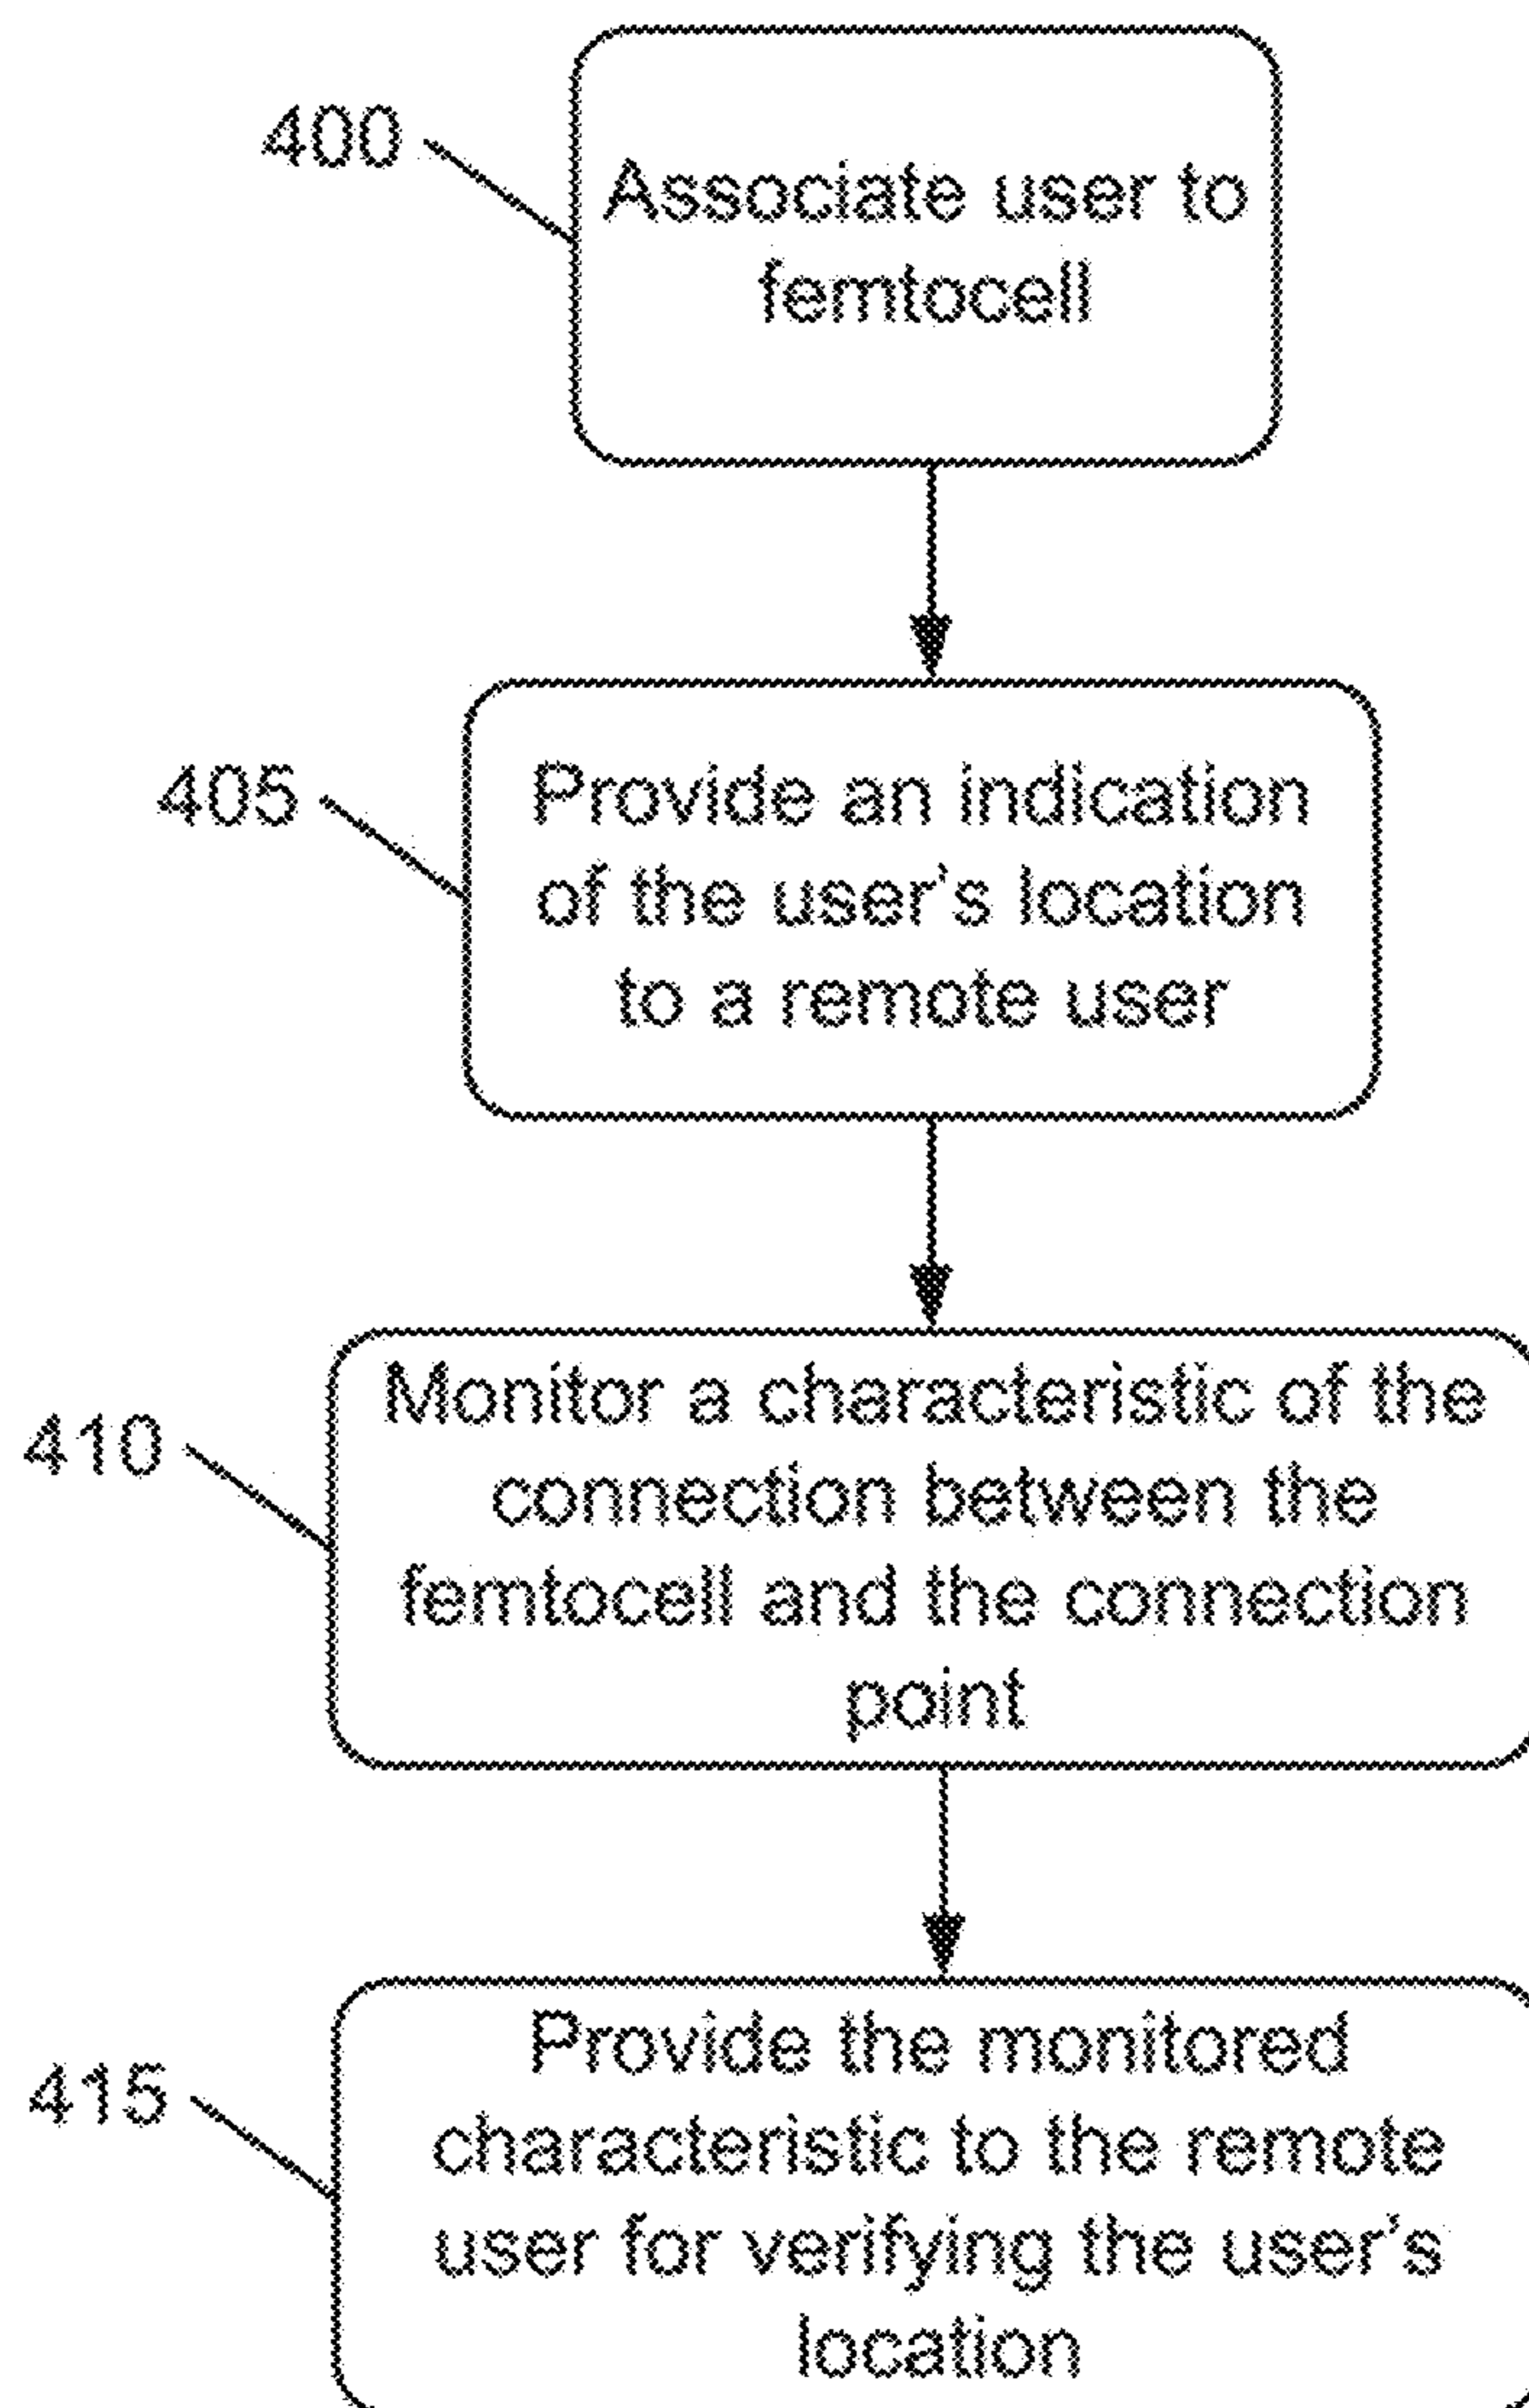 400
Associate user to
femtocell
405
Provide an indication
of the user's location
to a remote user
410
Monitor a characteristic of the
connection between the
femtocell and the connection
point
415
Provide the monitored
characteristic to the remote
user for verifying the user's
location